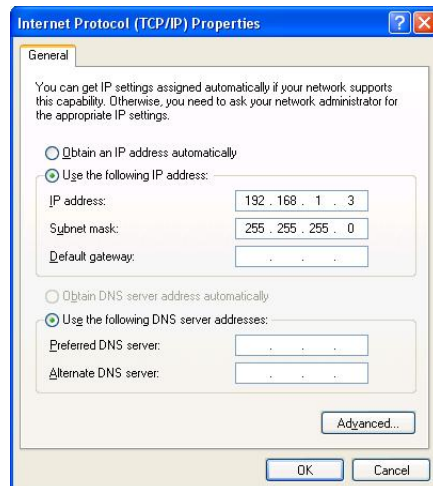 Internet Protocol (TCP/IP) Properties
General
You can get IP settings assigned automatically if your network supports
this capability. Otherwise, you need to ask your network administrator for
the appropriate IP settings.
Obtain an IP address automatically
Use the following IP address:
IP address: 192 . 168 . 1 . 3
Subnet mask: 255 . 255 . 255 . 0
Default gateway: . . .
Obtain DNS server address automatically
Use the following DNS server addresses:
Preferred DNS server: . . .
Alternate DNS server: . . .
Advanced...
OK Cancel